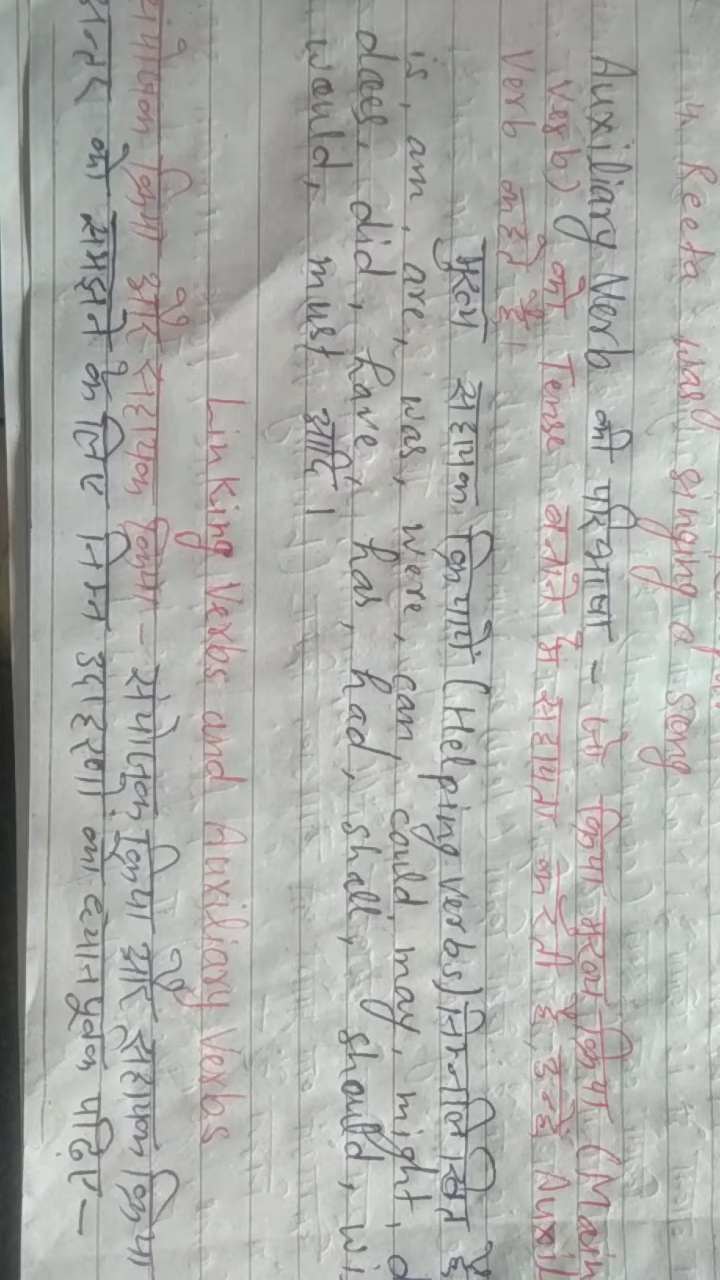 4. Reeta was singing a song
Auxiliary Verb की परिभाषा - जो क्रिया मुख्य क्रिया (Main
Verb) को Tense बनाने में सहायता करती है, उन्हें Auxil
Verb कहते हैं।
मुख्य सहायक क्रियायें (Helping Verbs) निम्नलिखित हैं
is, am, are, was, were, can, could, may, might, d
does, did, have, has, had, shall, should, wi
would, must आदि।
Linking Verbs and Auxiliary Verbs
संयोजन क्रिया और सहायक क्रिया - संयोजक क्रिया और सहायक क्रिया
अन्तर को समझने के लिए निम्न उदाहरणों का ध्यानपूर्वक पढ़िए -